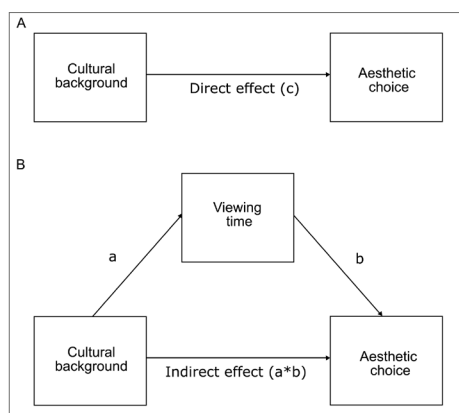 A
Cultural
background
Direct effect (c)
Aesthetic
choice
B
Viewing
time
a
b
Cultural
background
Indirect effect (a*b)
Aesthetic
choice